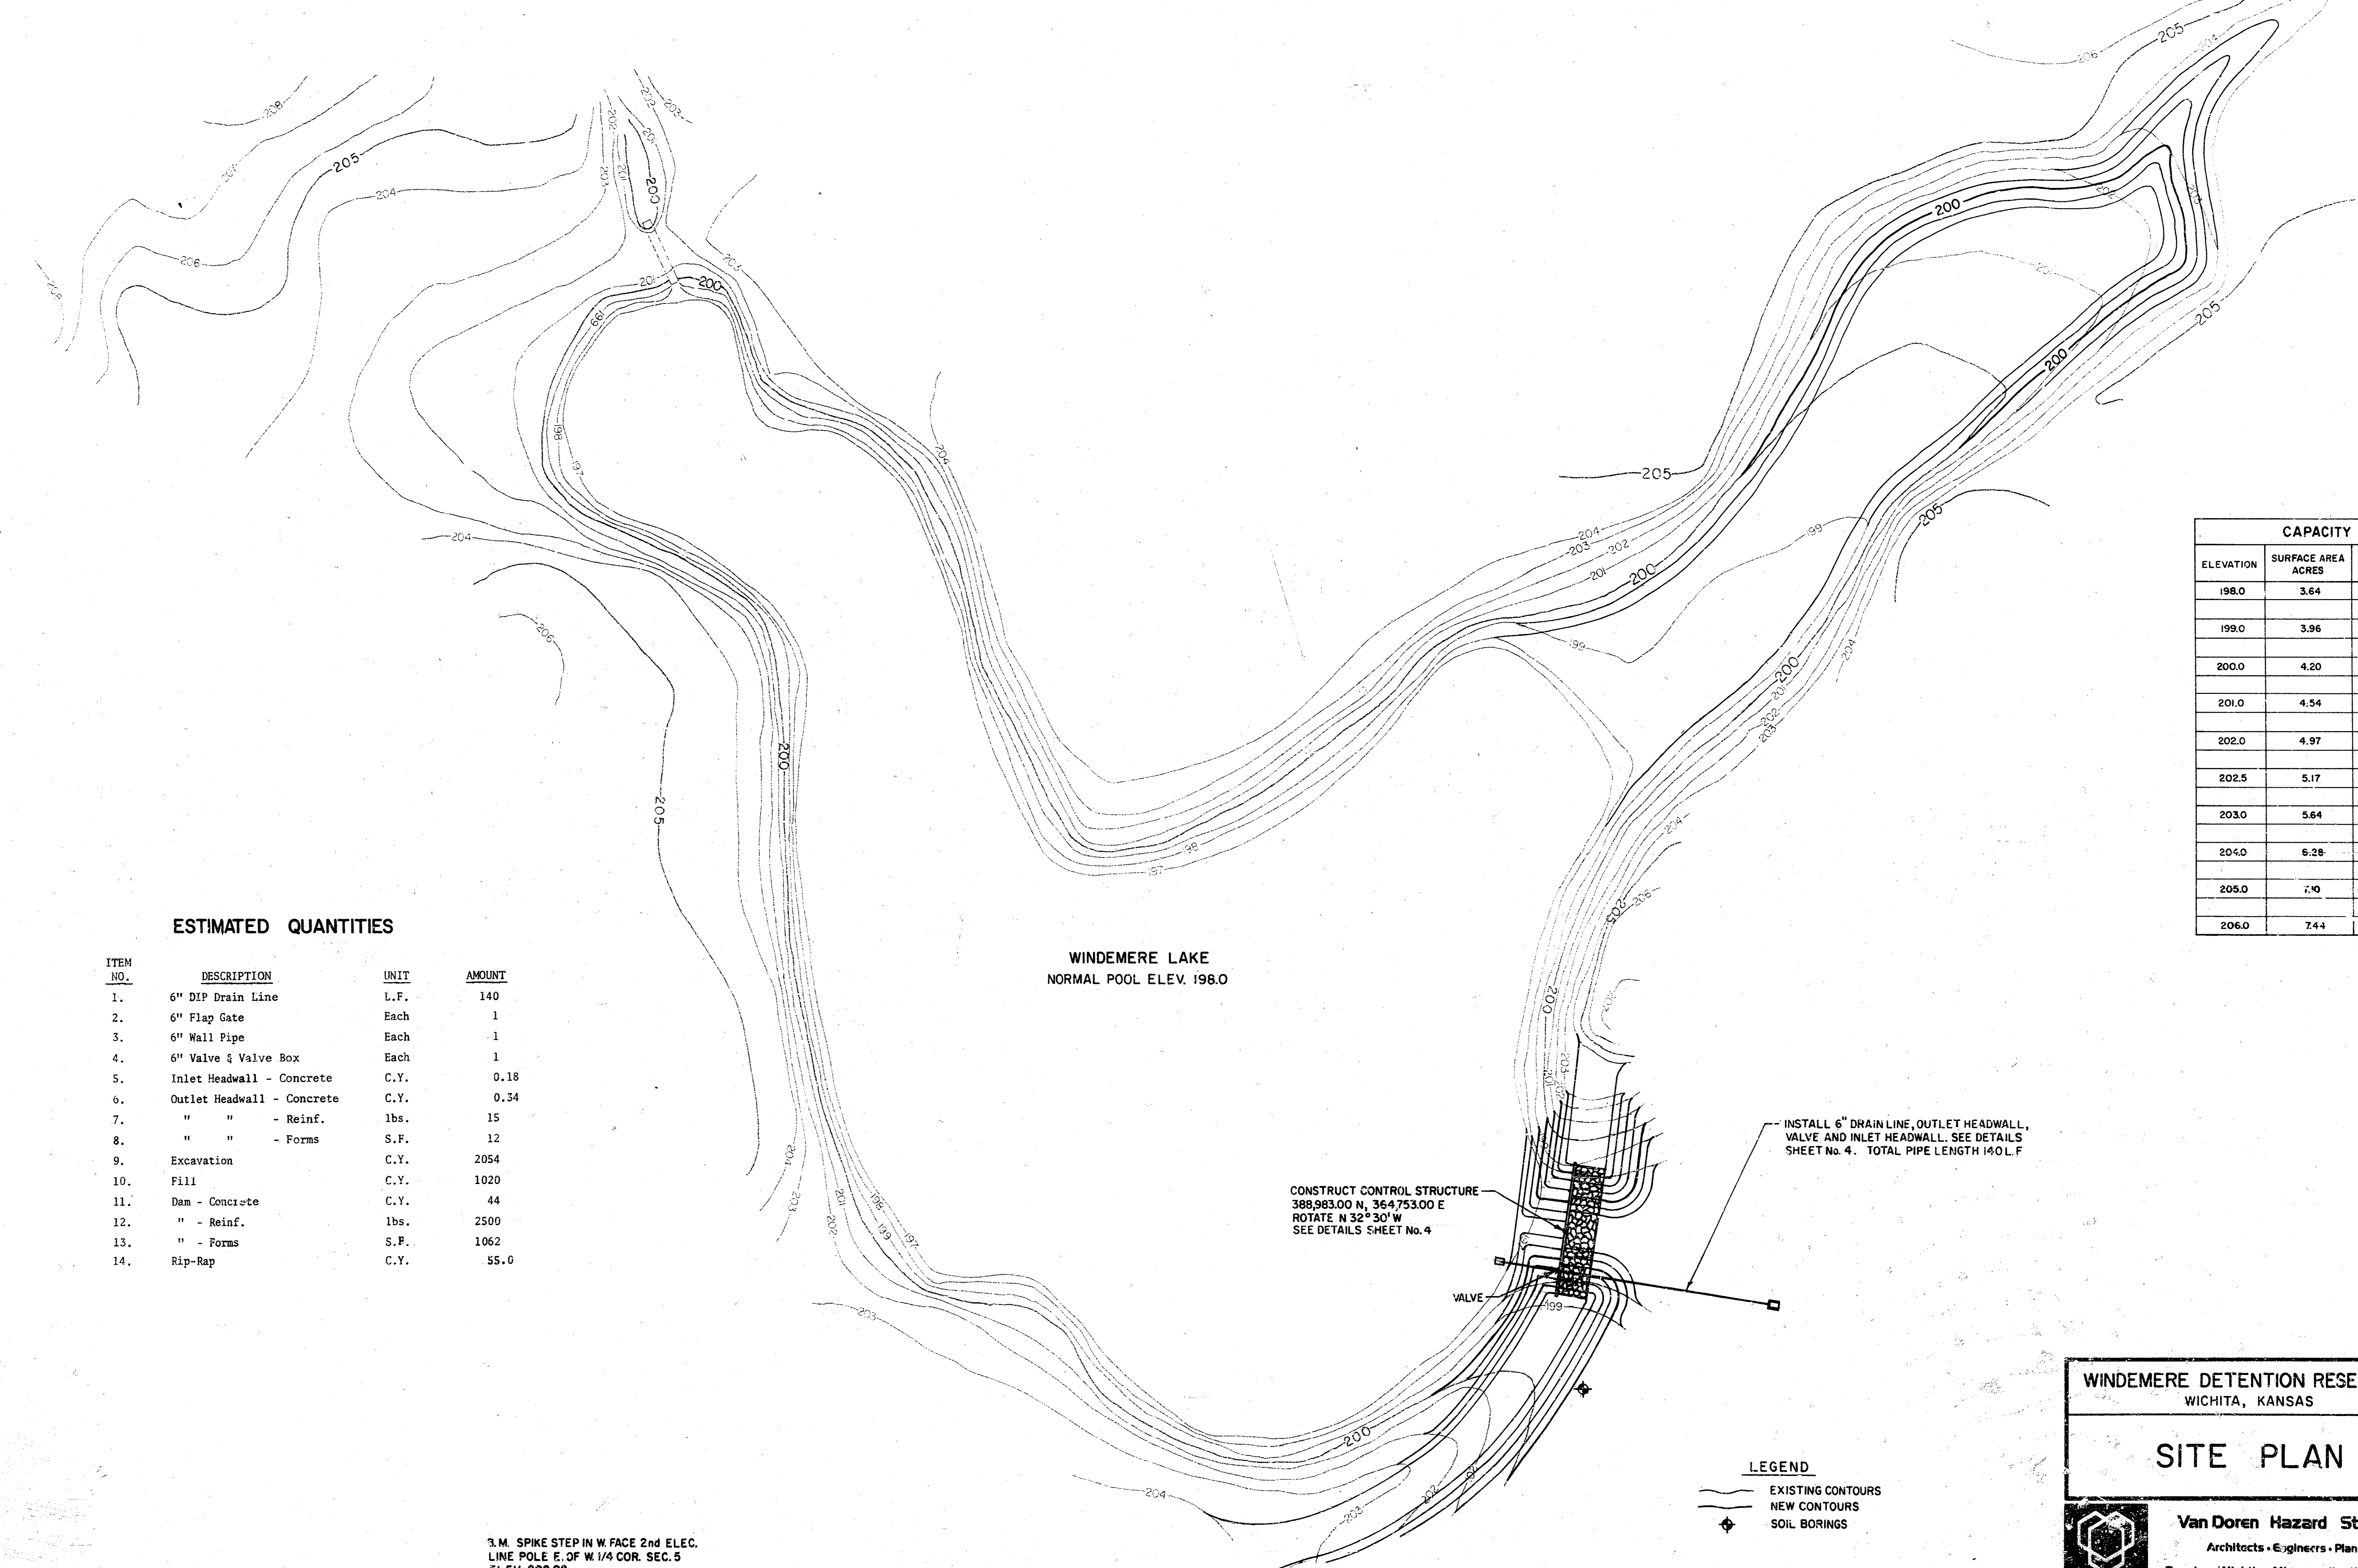 ESTIMATED QUANTITIES
ITEM NO. DESCRIPTION UNIT AMOUNT
1. 6" DIP Drain Line L.F. 140
2. 6" Flap Gate Each 1
3. 6" Wall Pipe Each 1
4. 6" Valve & Valve Box Each 1
5. Inlet Headwall - Concrete C.Y. 0.18
6. Outlet Headwall - Concrete C.Y. 0.34
7. " " - Reinf. lbs. 15
8. " " - Forms S.F. 12
9. Excavation C.Y. 2054
10. Fill C.Y. 1020
11. Dam - Concrete C.Y. 44
12. " - Reinf. lbs. 2500
13. " - Forms S.F. 1062
14. Rip-Rap C.Y. 55.0
WINDEMERE LAKE
NORMAL POOL ELEV. 198.0
CAPACITY
ELEVATION SURFACE AREA ACRES
198.0 3.64
199.0 3.96
200.0 4.20
201.0 4.54
202.0 4.97
202.5 5.17
203.0 5.64
204.0 6.28
205.0
206.0 7.44
INSTALL 6" DRAIN LINE, OUTLET HEADWALL,
VALVE AND INLET HEADWALL. SEE DETAILS
SHEET No. 4. TOTAL PIPE LENGTH 140 L.F
CONSTRUCT CONTROL STRUCTURE
388,983.00 N, 364,753.00 E
ROTATE N 32° 30' W
SEE DETAILS SHEET No. 4
VALVE
LEGEND
EXISTING CONTOURS
NEW CONTOURS
SOIL BORINGS
B.M. SPIKE STEP IN W. FACE 2nd ELEC.
LINE POLE E. OF W. 1/4 COR. SEC. 5
WINDEMERE DETENTION RESE
WICHITA, KANSAS
SITE PLAN
Van Doren Hazard St
Architects • Engineers • Plan
208
207
206
205
204
203
202
201
200
199
198
197